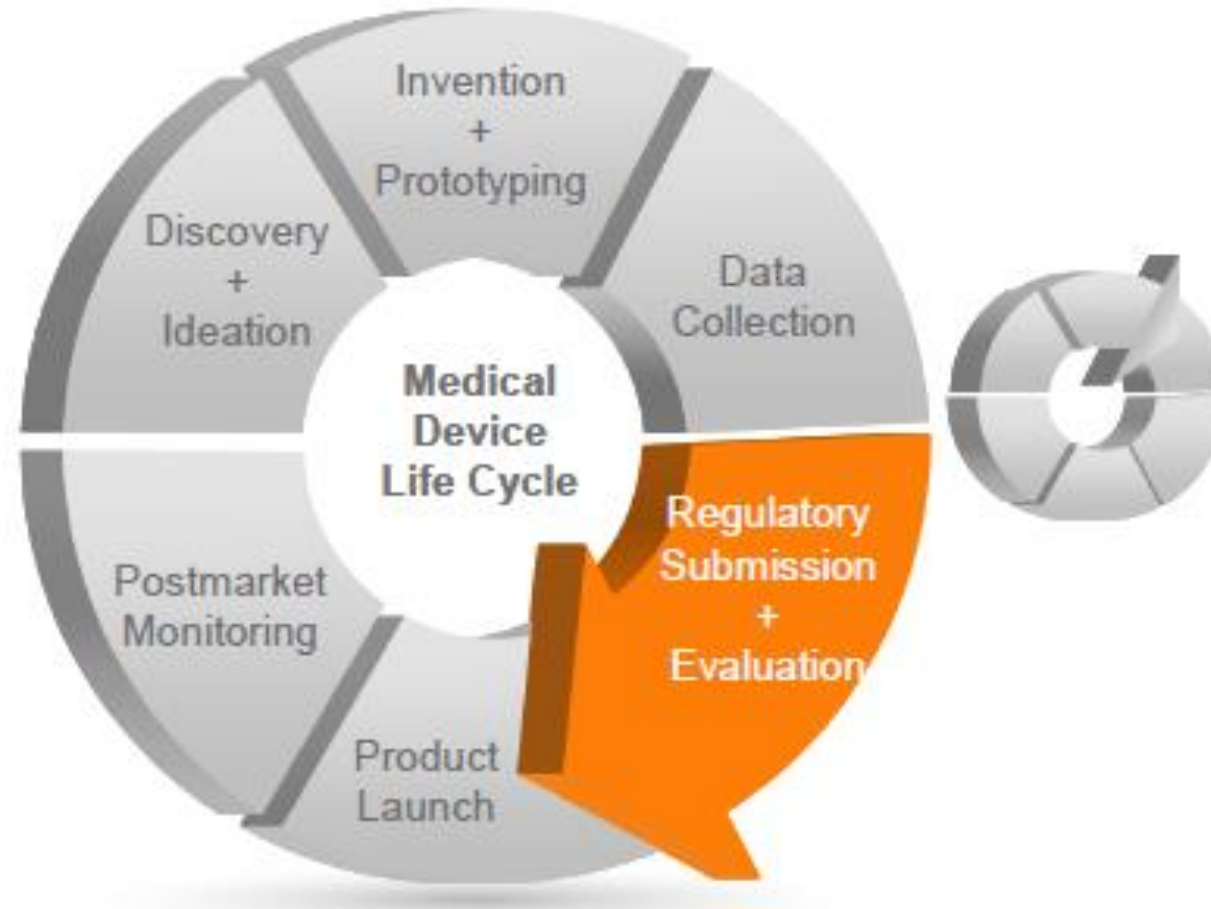 Invention
+
Prototyping
Discovery
+
Ideation
Data
Collection
Medical
Device
Life Cycle
Regulatory
Submission
+
Evaluation
Postmarket
Monitoring
Product
Launch